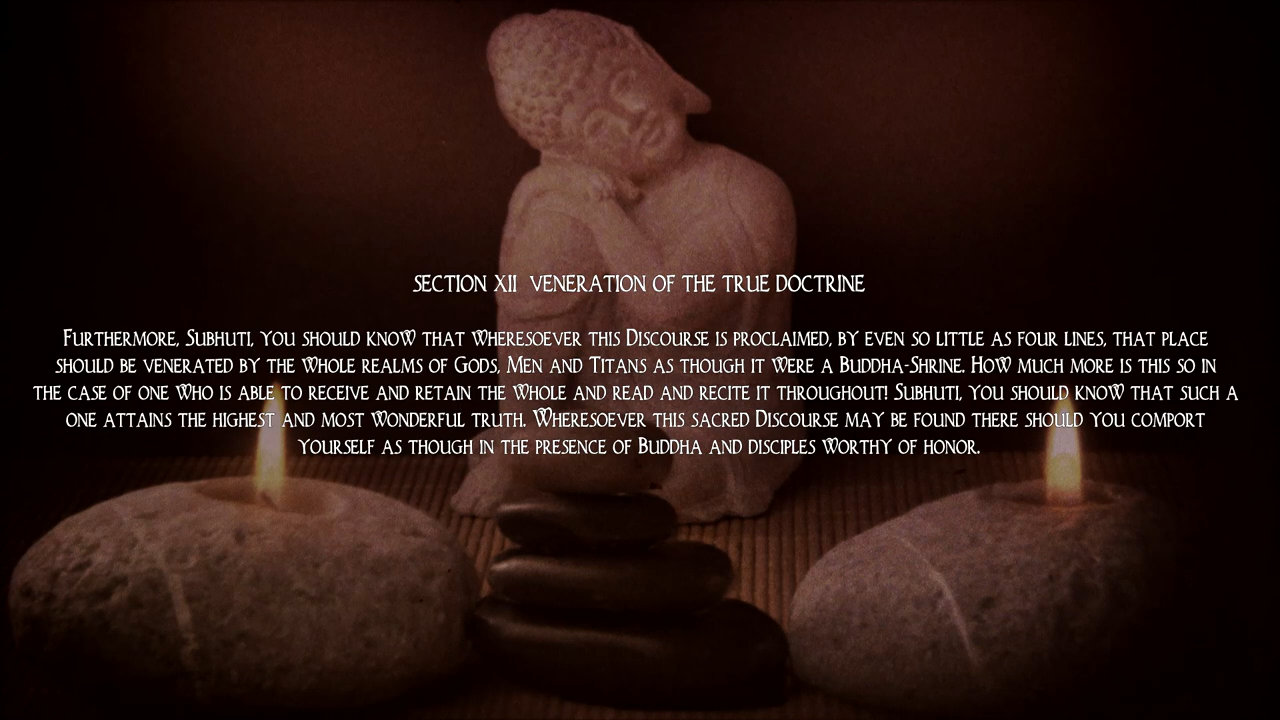 SECTION XII VENERATION OF THE TRUE DOCTRINE
Furthermore, Subhuti, you should know that wheresoever this Discourse is proclaimed, by even so little as four lines, that place
should be venerated by the whole realms of Gods, Men and Titans as though it were a Buddha-Shrine. How much more is this so in
the case of one who is able to receive and retain the whole and read and recite it throughout! Subhuti, you should know that such a
one attains the highest and most wonderful truth. Wheresoever this sacred Discourse may be found there should you comport
yourself as though in the presence of Buddha and disciples worthy of honor.